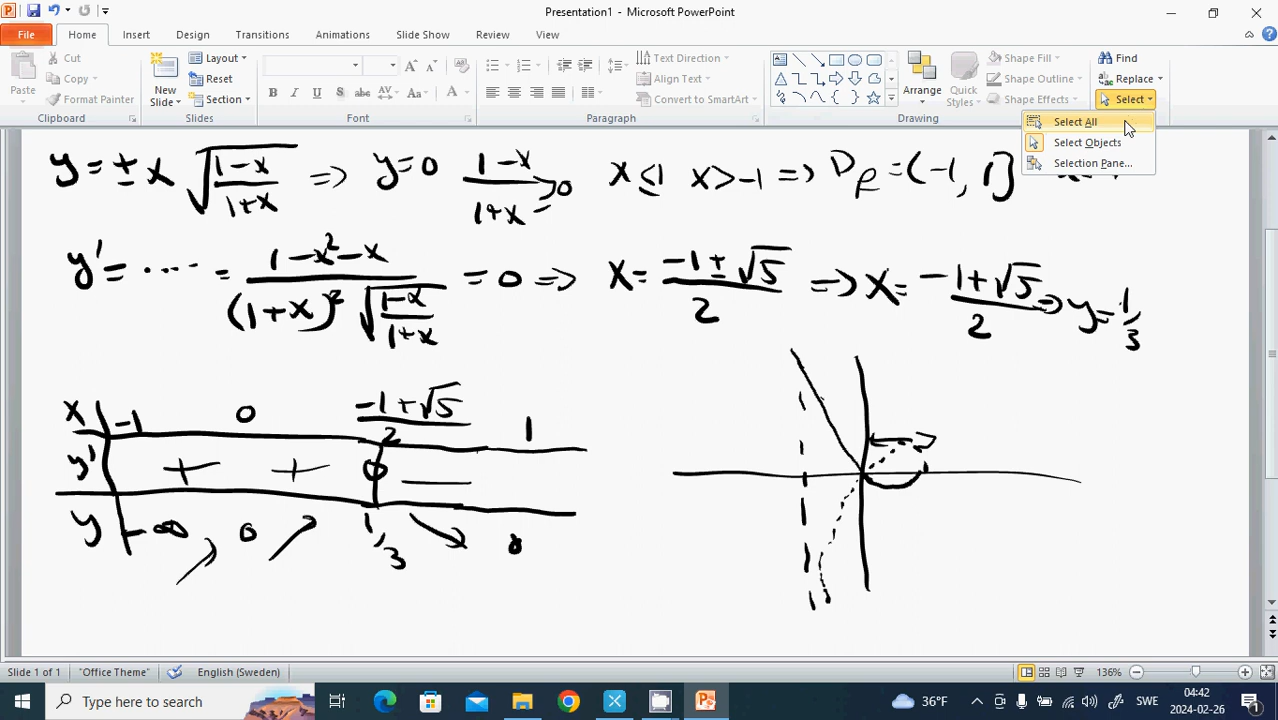 Presentation1 - Microsoft PowerPoint
File Home Insert Design Transitions Animations Slide Show Review View
Cut Copy Format Painter Paste Clipboard
Layout Reset Section New Slide Slides
B I U S abc AV Aa A Font
Text Direction Align Text Convert to SmartArt Paragraph
Arrange Quick Styles Shape Fill Shape Outline Shape Effects Drawing
Find Replace Select
Select All
Select Objects
Selection Pane...
y = ± x √((1-x)/(1+x)) => y=0 (1-x)/(1+x) >= 0 x ≤ 1 x > -1 => D_f = (-1, 1]
y' = ..... = (1-x²-x)/((1+x)² √((1-x)/(1+x))) = 0 => x = (-1±√5)/2 => x = (-1+√5)/2 => y = 1/3
x -1 0 (-1+√5)/2 1
y' + + 0 —
y -∞ ↗ 0 ↗ 1/3 ↘ 0
Slide 1 of 1 "Office Theme" English (Sweden) 136%
Type here to search 36°F SWE 04:42
2024-02-26